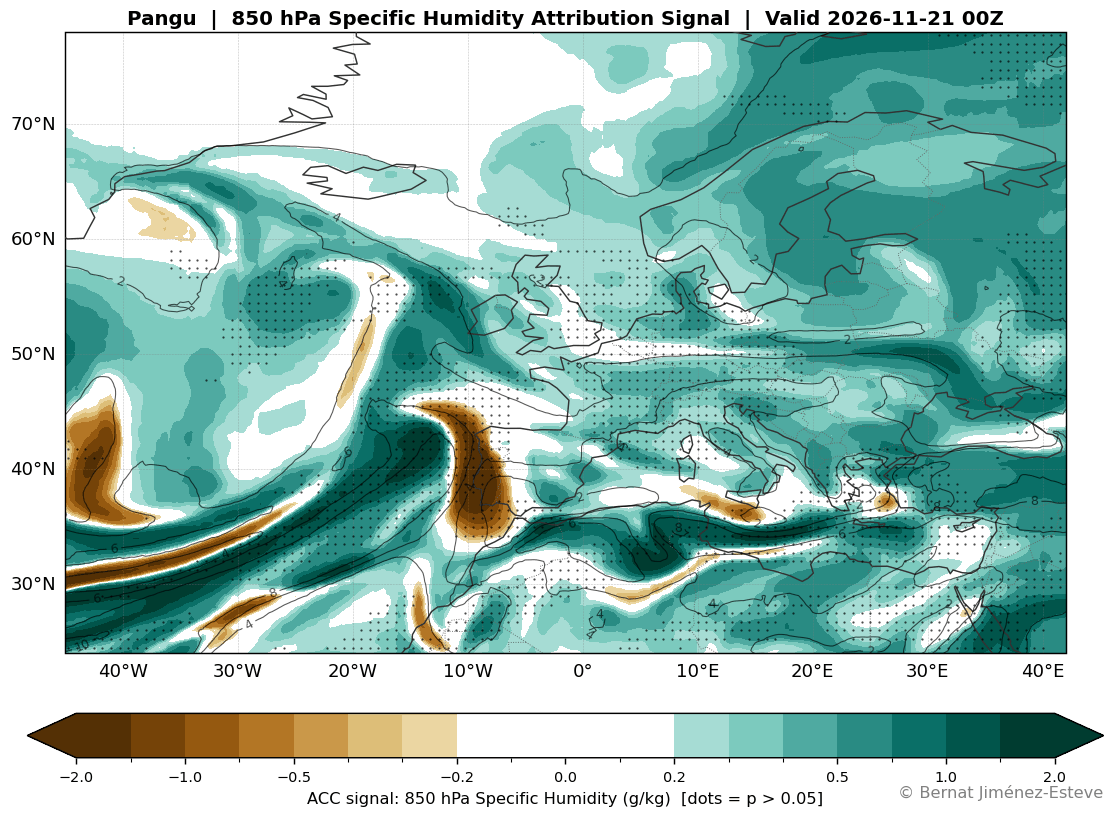 Pangu | 850 hPa Specific Humidity Attribution Signal | Valid 2026-11-21 00Z
70°N
60°N
50°N
40°N
30°N
40°W
30°W
20°W
10°W
0°
10°E
20°E
30°E
40°E
−2.0
−1.0
−0.5
−0.2
0.0
0.2
0.5
1.0
2.0
© Bernat Jiménez-Esteve
ACC signal: 850 hPa Specific Humidity (g/kg) [dots = p > 0.05]